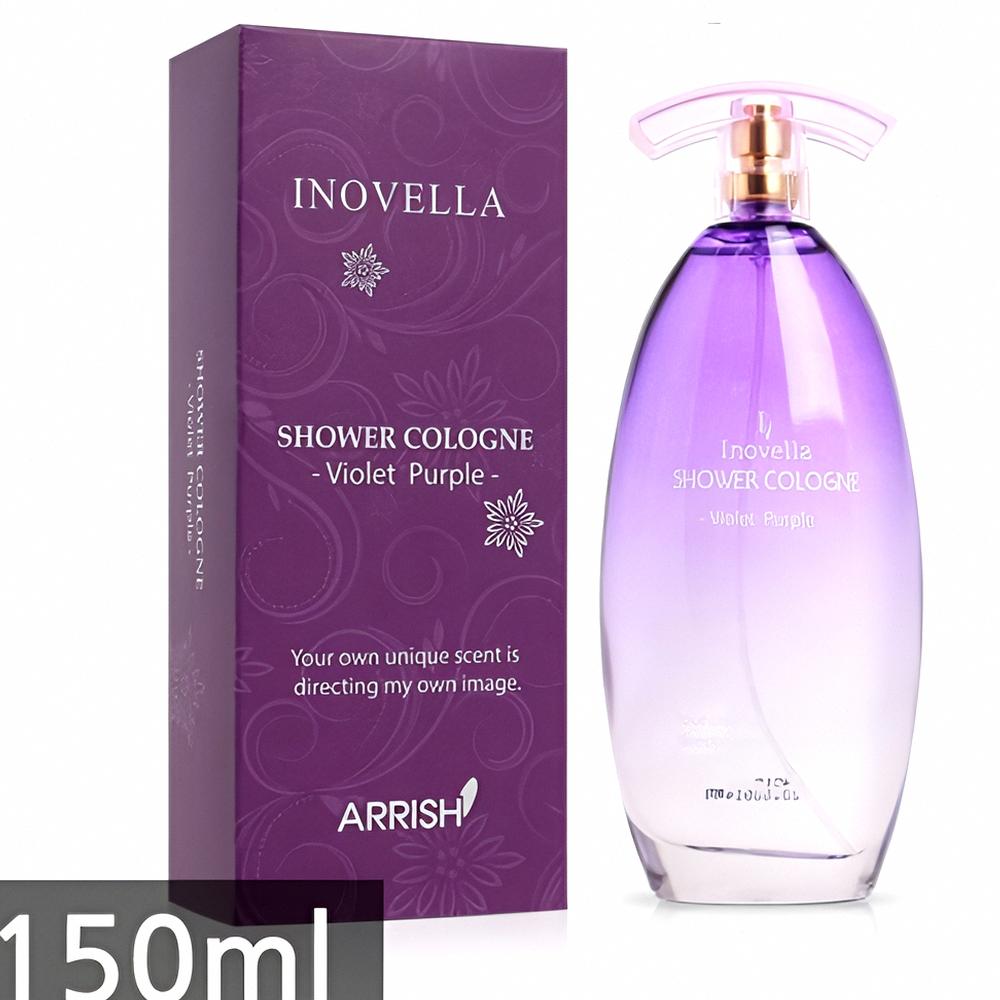 INOVELLA
SHOWER COLOGNE
- Violet Purple -
Your own unique scent is
directing my own image.
ARRISH
SHOWER COLOGNE
- Violet Purple -
Inovella
SHOWER COLOGNE
- Violet Purple
150ml